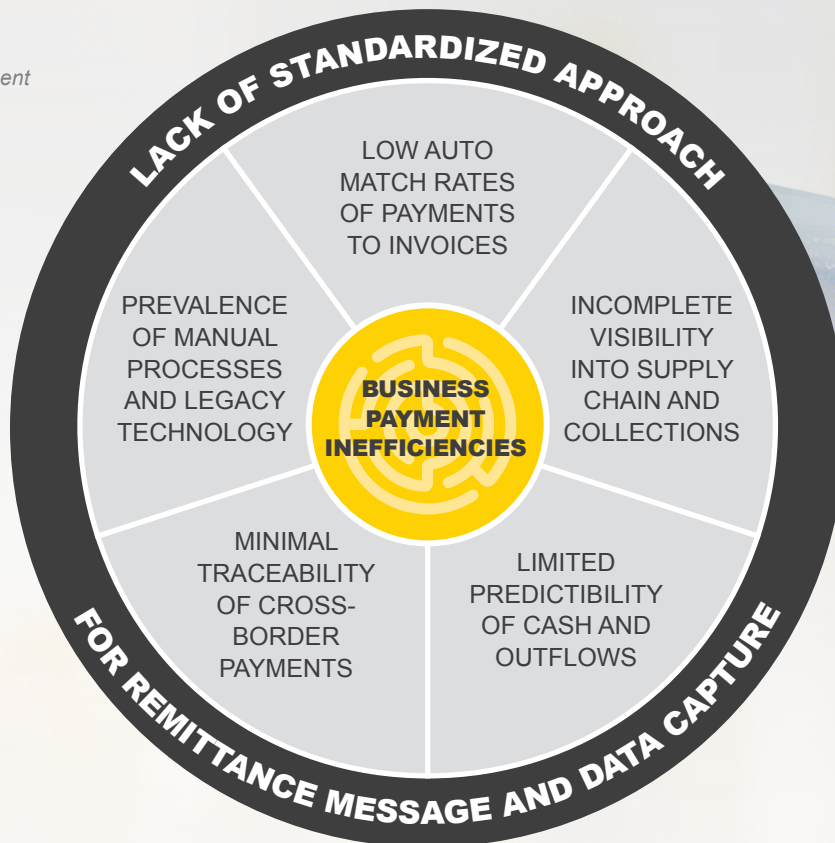 ent
LACK OF STANDARDIZED APPROACH
LOW AUTO
MATCH RATES
OF PAYMENTS
TO INVOICES
PREVALENCE
OF MANUAL
PROCESSES
AND LEGACY
TECHNOLOGY
INCOMPLETE
VISIBILITY
INTO SUPPLY
CHAIN AND
COLLECTIONS
BUSINESS
PAYMENT
INEFFICIENCIES
MINIMAL
TRACEABILITY
OF CROSS-
BORDER
PAYMENTS
LIMITED
PREDICTIBILITY
OF CASH AND
OUTFLOWS
FOR REMITTANCE MESSAGE AND DATA CAPTURE